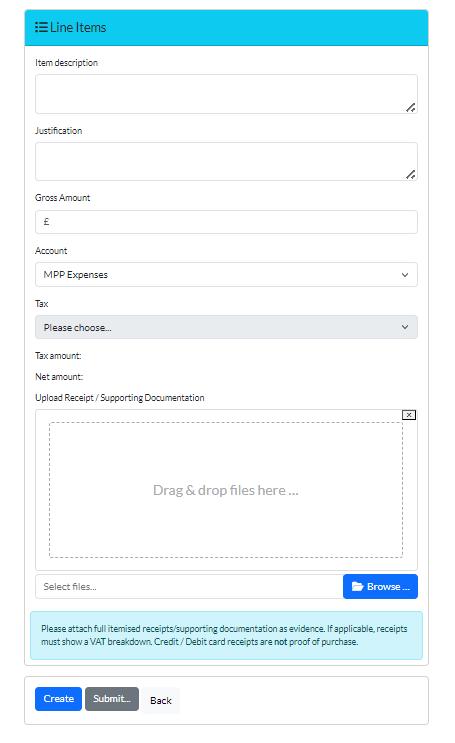 Line Items
Item description
Justification
Gross Amount
£
Account
MPP Expenses
Tax
Please choose...
Tax amount:
Net amount:
Upload Receipt / Supporting Documentation
Drag & drop files here ...
Select files...
Browse ...
Please attach full itemised receipts/supporting documentation as evidence. If applicable, receipts
must show a VAT breakdown. Credit / Debit card receipts are not proof of purchase.
Create
Submit...
Back